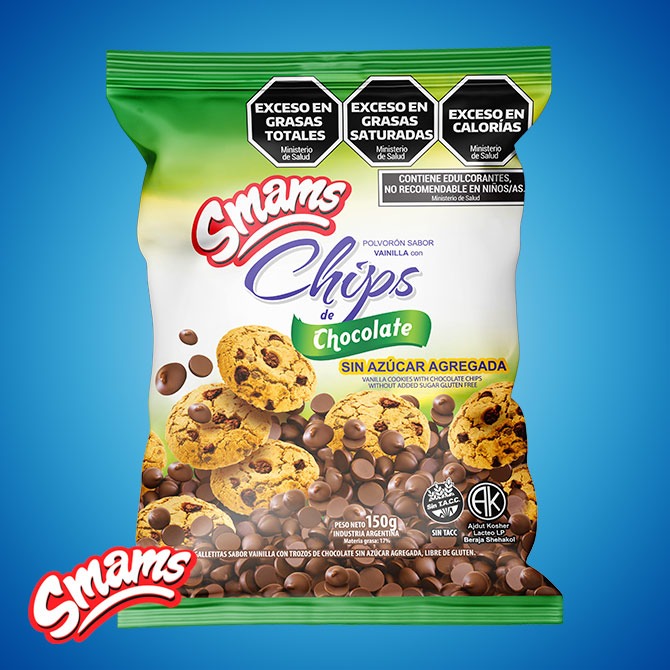 EXCESO EN
GRASAS
TOTALES
Ministerio
de Salud
EXCESO EN
GRASAS
SATURADAS
Ministerio
de Salud
EXCESO EN
CALORÍAS
Ministerio
de Salud
CONTIENE EDULCORANTES,
NO RECOMENDABLE EN NIÑOS/AS.
Ministerio de Salud
Smams
POLVORÓN SABOR
VAINILLA con
Chips
de
Chocolate
SIN AZÚCAR AGREGADA
VANILLA COOKIES WITH CHOCOLATE CHIPS
WITHOUT ADDED SUGAR GLUTEN FREE
PESO NETO 150g
INDUSTRIA ARGENTINA
Materia grasa: 17%
Sin T.A.C.C.
SIN TACC
AK
Ajdut Kosher
Lacteo LP
Beraja Shehakol
GALLETITAS SABOR VAINILLA CON TROZOS DE CHOCOLATE SIN AZÚCAR AGREGADA, LIBRE DE GLUTEN.
Smams